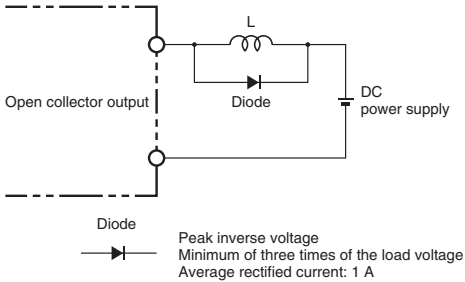 L
Open collector output
Diode
DC
power supply
Diode
Peak inverse voltage
Minimum of three times of the load voltage
Average rectified current: 1 A